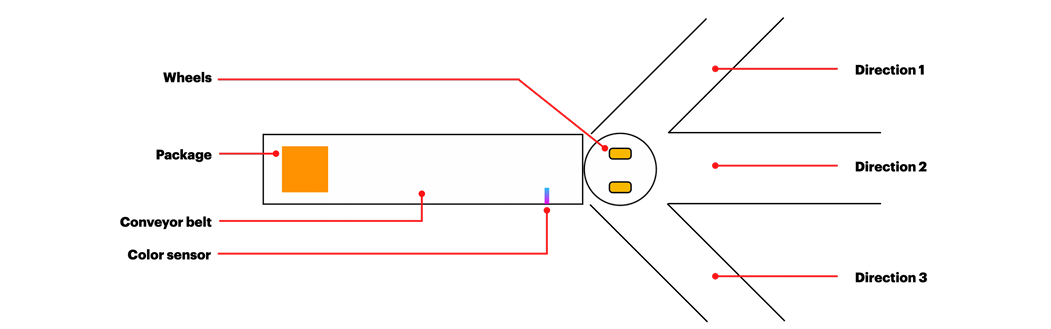 Wheels
Package
Conveyor belt
Color sensor
Direction 1
Direction 2
Direction 3